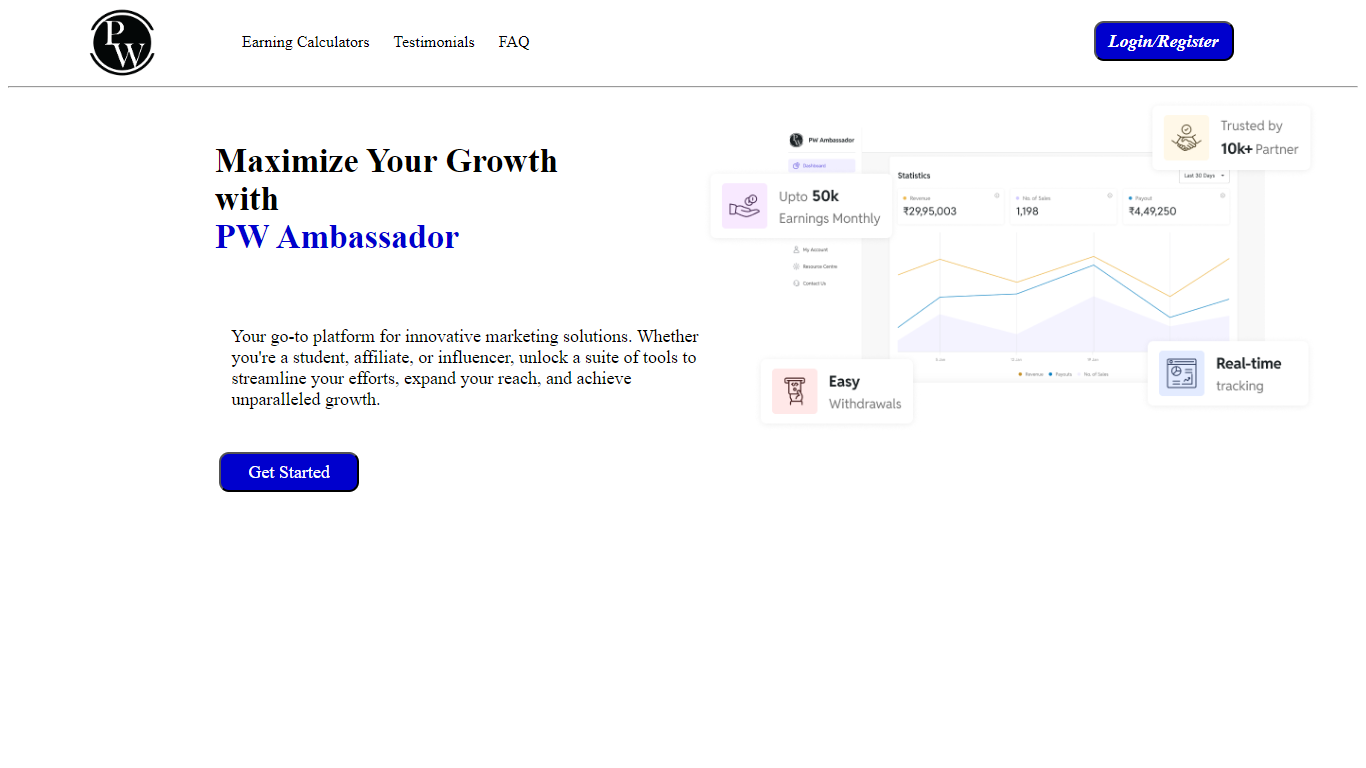 PW
Earning Calculators
Testimonials
FAQ
Login/Register
Maximize Your Growth
with
PW Ambassador
Your go-to platform for innovative marketing solutions. Whether
you're a student, affiliate, or influencer, unlock a suite of tools to
streamline your efforts, expand your reach, and achieve
unparalleled growth.
Get Started
PW Ambassador
Dashboard
Upto 50k
Earnings Monthly
My Account
Resource Centre
Contact Us
Trusted by
10k+ Partner
Statistics
Last 30 Days
Revenue
₹29,95,003
No. of Sales
1,198
Payout
₹4,49,250
Revenue
Payouts
No. of Sales
Easy
Withdrawals
Real-time
tracking